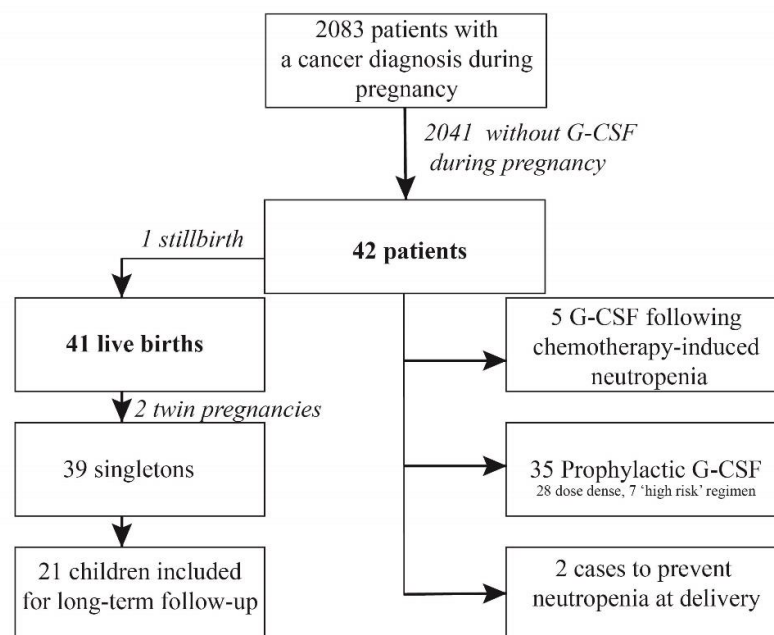 2083 patients with
a cancer diagnosis during
pregnancy
2041 without G-CSF
during pregnancy
1 stillbirth
42 patients
41 live births
5 G-CSF following
chemotherapy-induced
neutropenia
2 twin pregnancies
39 singletons
35 Prophylactic G-CSF
28 dose dense, 7 ‘high risk’ regimen
21 children included
for long-term follow-up
2 cases to prevent
neutropenia at delivery